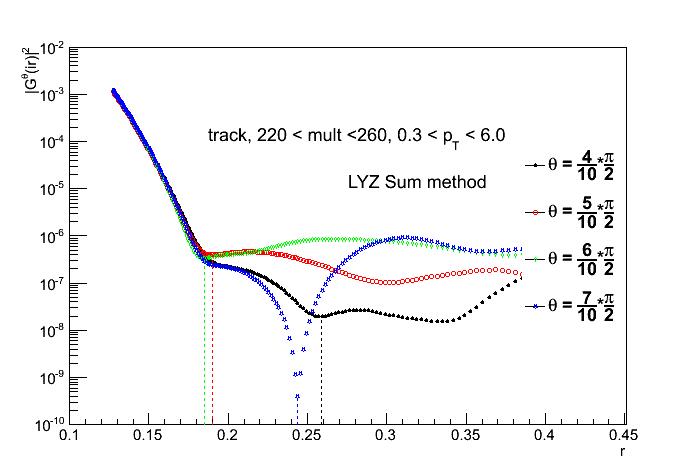 |G^θ(ir)|²
10⁻²
10⁻³
10⁻⁴
10⁻⁵
10⁻⁶
10⁻⁷
10⁻⁸
10⁻⁹
10⁻¹⁰
track, 220 < mult <260, 0.3 < p_T < 6.0
LYZ Sum method
θ = 4/10*π/2
θ = 5/10*π/2
θ = 6/10*π/2
θ = 7/10*π/2
0.1 0.15 0.2 0.25 0.3 0.35 0.4 0.45
r